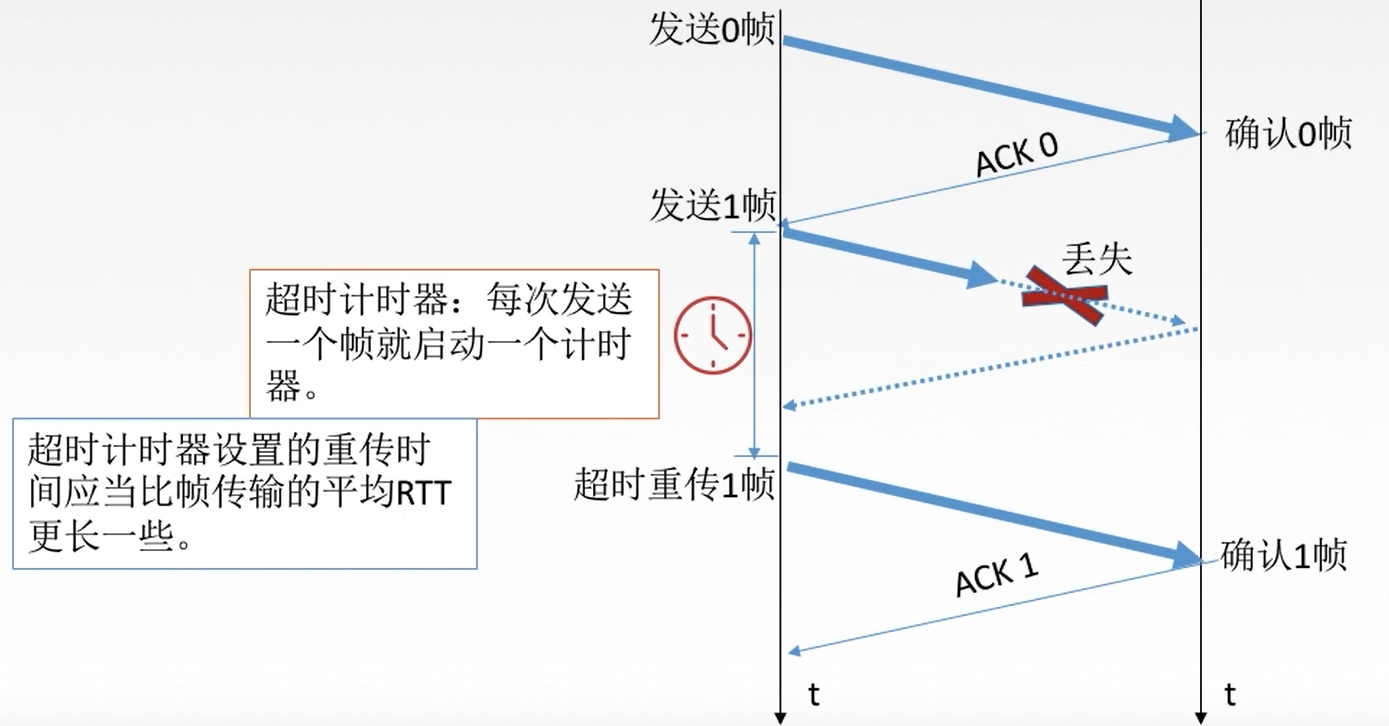 发送0帧
确认0帧
ACK 0
发送1帧
丢失
超时计时器：每次发送
一个帧就启动一个计时
器。
超时计时器设置的重传时
间应当比帧传输的平均RTT
更长一些。
超时重传1帧
确认1帧
ACK 1
t
t